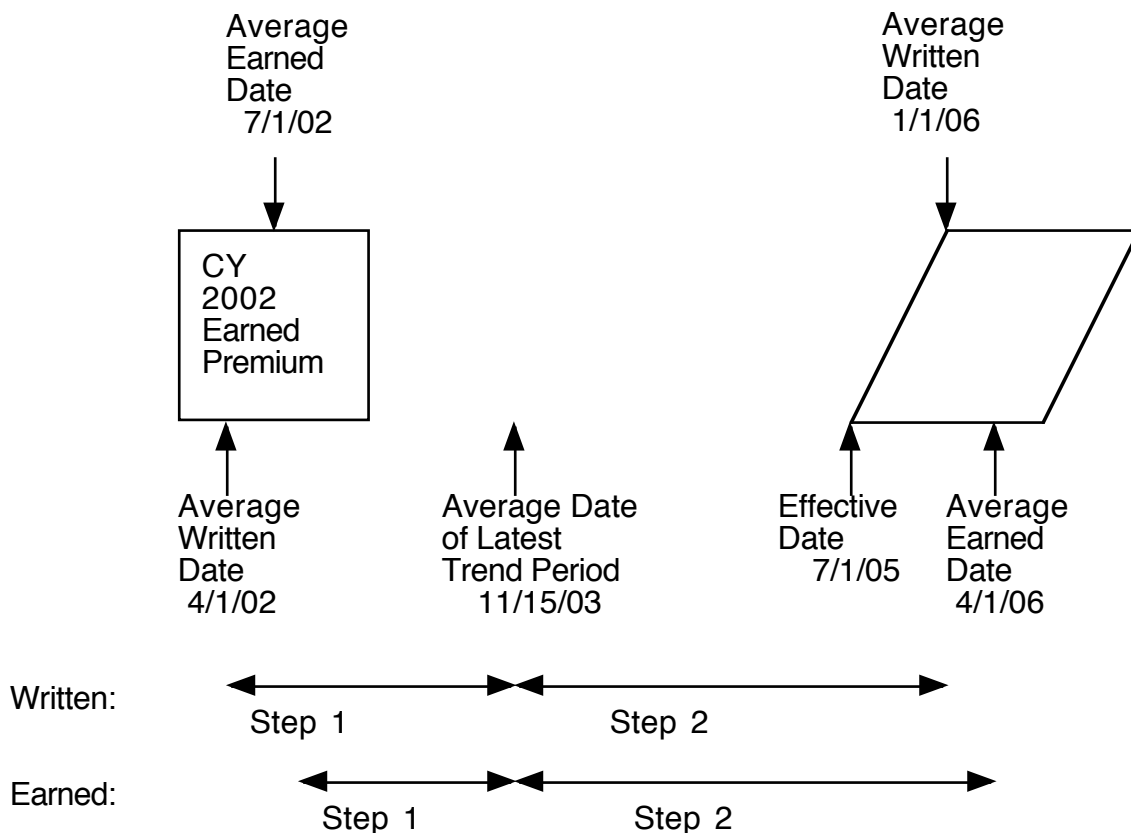 Average
Earned
Date
7/1/02
Average
Written
Date
1/1/06
CY
2002
Earned
Premium
Average
Written
Date
4/1/02
Average Date
of Latest
Trend Period
11/15/03
Effective
Date
7/1/05
Average
Earned
Date
4/1/06
Written:
Step 1
Step 2
Earned:
Step 1
Step 2